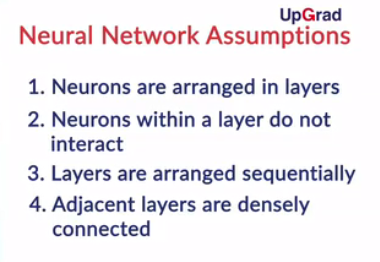 UpGrad
Neural Network Assumptions
1. Neurons are arranged in layers
2. Neurons within a layer do not
interact
3. Layers are arranged sequentially
4. Adjacent layers are densely
connected